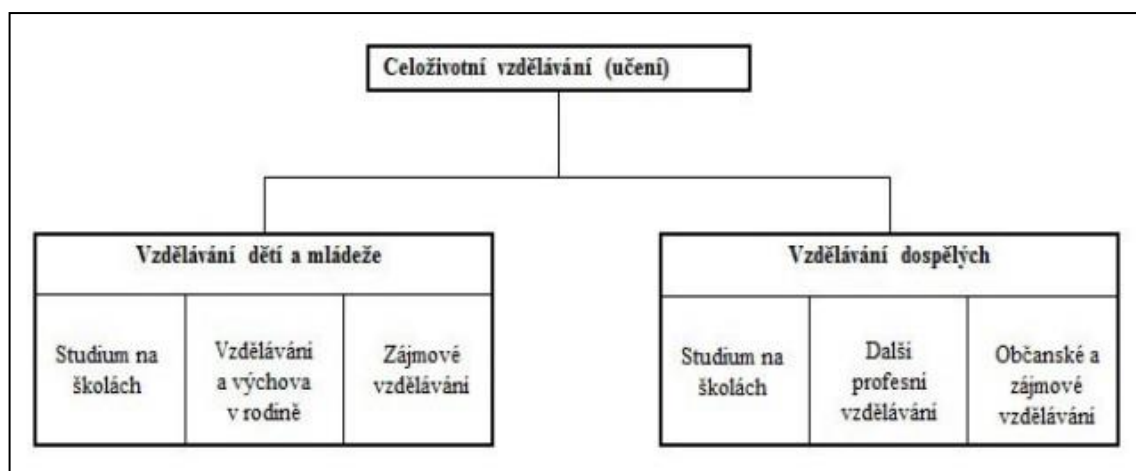 Celoživotní vzdělávání (učení)
Vzdělávání dětí a mládeže
Studium na
školách
Vzdělávání
a výchova
v rodině
Zájmové
vzdělávání
Vzdělávání dospělých
Studium na
školách
Další
profesní
vzdělávání
Občanské a
zájmové
vzdělávání